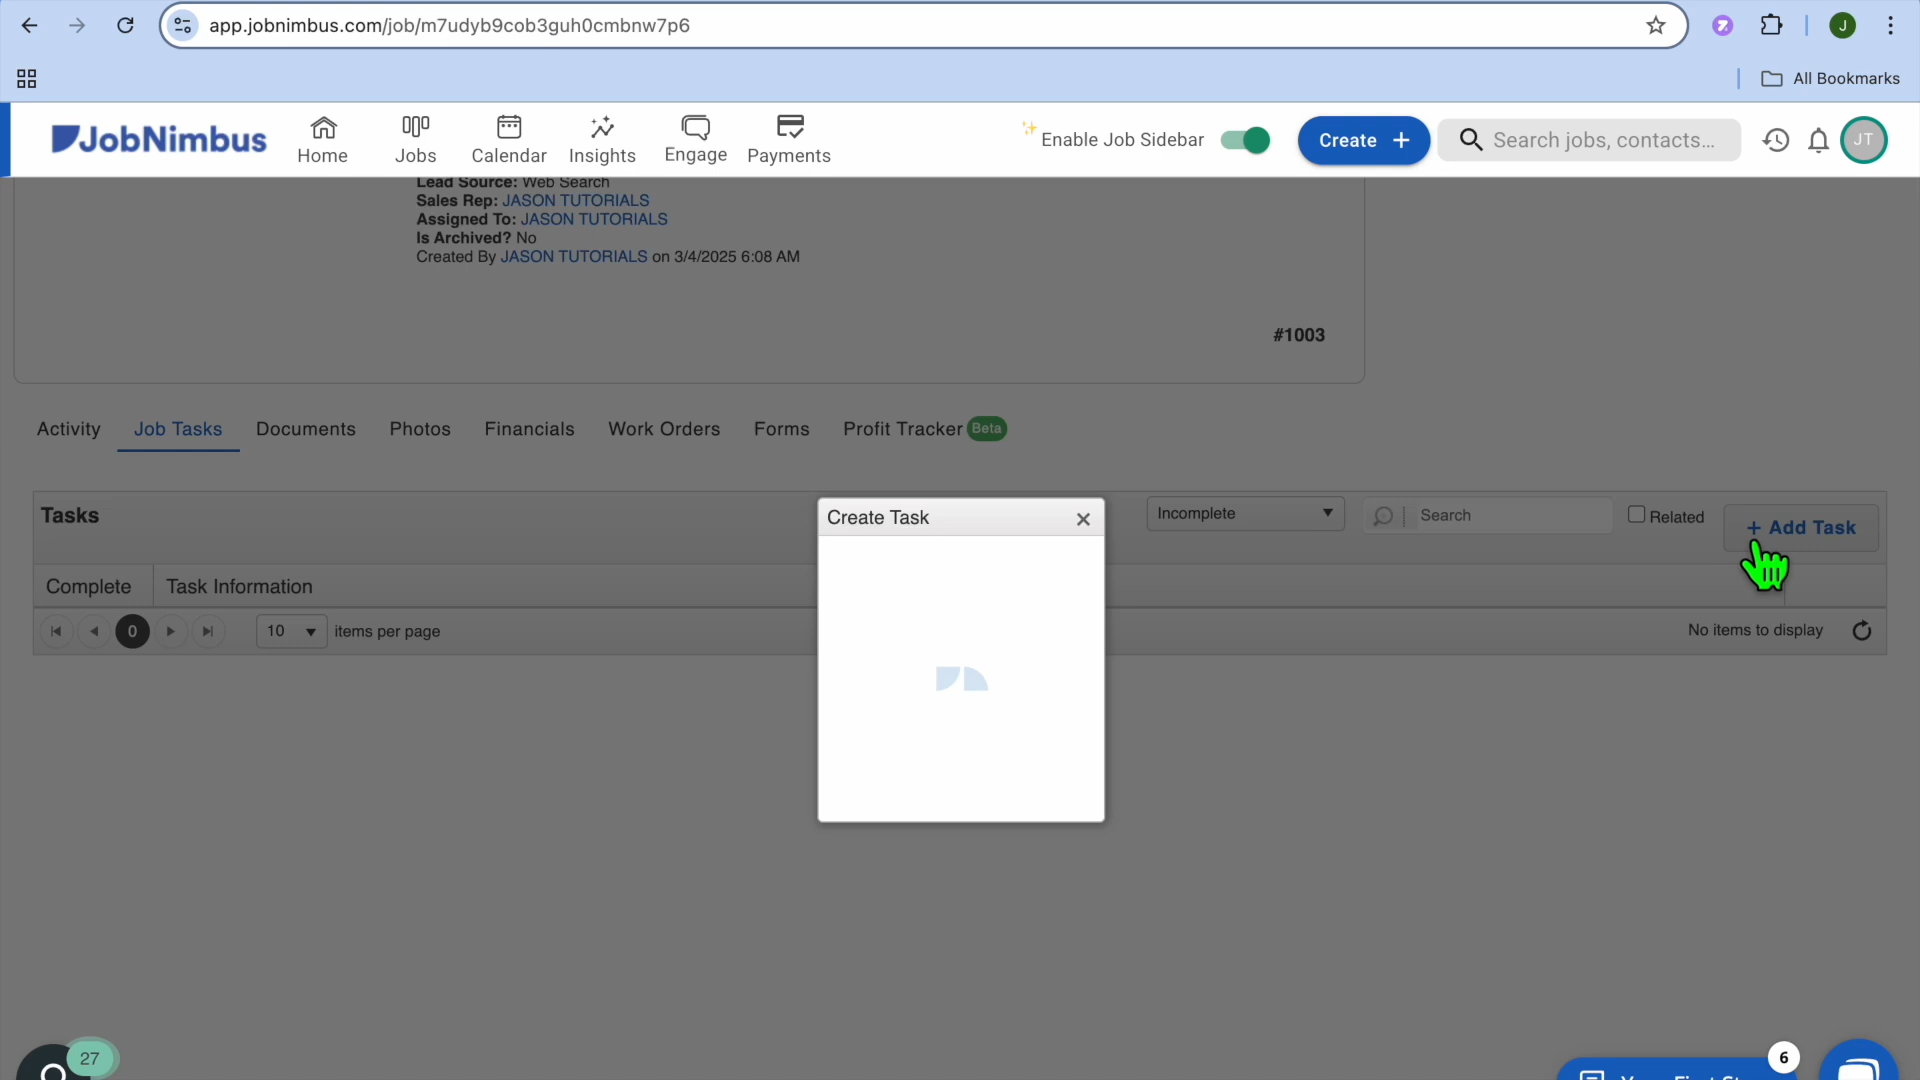 app.jobnimbus.com/job/m7udyb9cob3guh0cmbnw7p6
J
All Bookmarks
JobNimbus
Home
Jobs
Calendar
Insights
Engage
Payments
Enable Job Sidebar
Create +
Search jobs, contacts...
JT
Lead Source: Web Search
Sales Rep: JASON TUTORIALS
Assigned To: JASON TUTORIALS
Is Archived? No
Created By JASON TUTORIALS on 3/4/2025 6:08 AM
#1003
Activity
Job Tasks
Documents
Photos
Financials
Work Orders
Forms
Profit Tracker Beta
Tasks
Create Task
Incomplete
Search
Related
+ Add Task
Complete
Task Information
0
10
items per page
No items to display
27
6